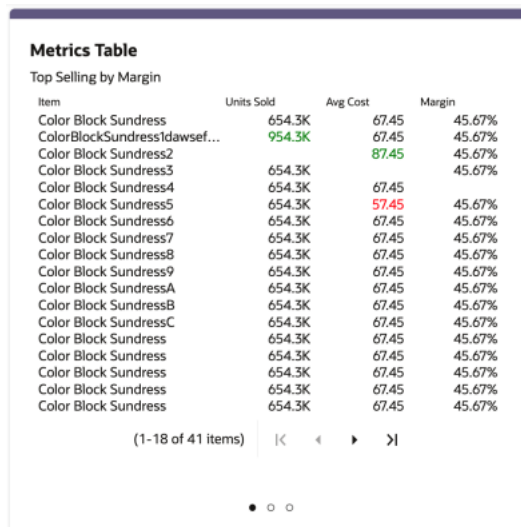 Metrics Table
Top Selling by Margin
Item Units Sold Avg Cost Margin
Color Block Sundress 654.3K 67.45 45.67%
ColorBlockSundress1dawsef... 954.3K 67.45 45.67%
Color Block Sundress2 87.45 45.67%
Color Block Sundress3 654.3K 45.67%
Color Block Sundress4 654.3K 67.45
Color Block Sundress5 654.3K 57.45 45.67%
Color Block Sundress6 654.3K 67.45 45.67%
Color Block Sundress7 654.3K 67.45 45.67%
Color Block Sundress8 654.3K 67.45 45.67%
Color Block Sundress9 654.3K 67.45 45.67%
Color Block SundressA 654.3K 67.45 45.67%
Color Block SundressB 654.3K 67.45 45.67%
Color Block SundressC 654.3K 67.45 45.67%
Color Block Sundress 654.3K 67.45 45.67%
Color Block Sundress 654.3K 67.45 45.67%
Color Block Sundress 654.3K 67.45 45.67%
Color Block Sundress 654.3K 67.45 45.67%
Color Block Sundress 654.3K 67.45 45.67%
(1-18 of 41 items)